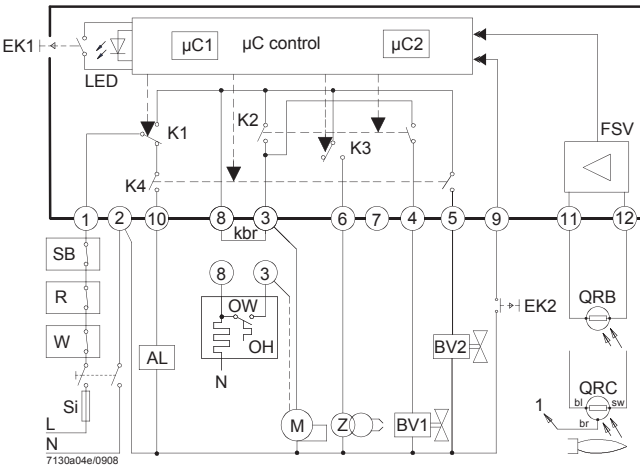 EK1
LED
µC1
µC control
µC2
FSV
K1
K2
K3
K4
1
2
10
8
3
6
7
4
5
9
11
12
kbr
SB
R
W
Si
L
N
7130a04e/0908
AL
8
3
OW
OH
N
M
Z
BV1
BV2
EK2
QRB
QRC
bl
sw
br
1